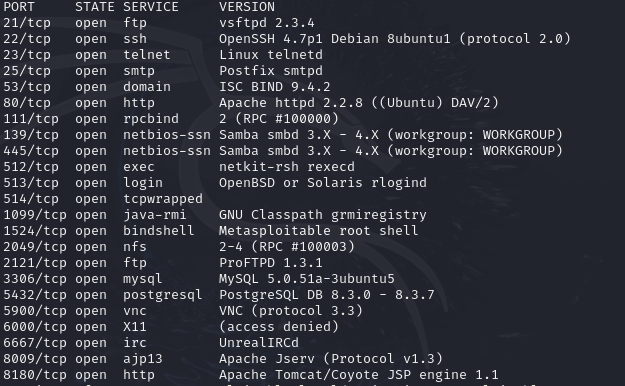 PORT STATE SERVICE VERSION
21/tcp open ftp vsftpd 2.3.4
22/tcp open ssh OpenSSH 4.7p1 Debian 8ubuntu1 (protocol 2.0)
23/tcp open telnet Linux telnetd
25/tcp open smtp Postfix smtpd
53/tcp open domain ISC BIND 9.4.2
80/tcp open http Apache httpd 2.2.8 ((Ubuntu) DAV/2)
111/tcp open rpcbind 2 (RPC #100000)
139/tcp open netbios-ssn Samba smbd 3.X - 4.X (workgroup: WORKGROUP)
445/tcp open netbios-ssn Samba smbd 3.X - 4.X (workgroup: WORKGROUP)
512/tcp open exec netkit-rsh rexecd
513/tcp open login OpenBSD or Solaris rlogind
514/tcp open tcpwrapped
1099/tcp open java-rmi GNU Classpath grmiregistry
1524/tcp open bindshell Metasploitable root shell
2049/tcp open nfs 2-4 (RPC #100003)
2121/tcp open ftp ProFTPD 1.3.1
3306/tcp open mysql MySQL 5.0.51a-3ubuntu5
5432/tcp open postgresql PostgreSQL DB 8.3.0 - 8.3.7
5900/tcp open vnc VNC (protocol 3.3)
6000/tcp open X11 (access denied)
6667/tcp open irc UnrealIRCd
8009/tcp open ajp13 Apache Jserv (Protocol v1.3)
8180/tcp open http Apache Tomcat/Coyote JSP engine 1.1